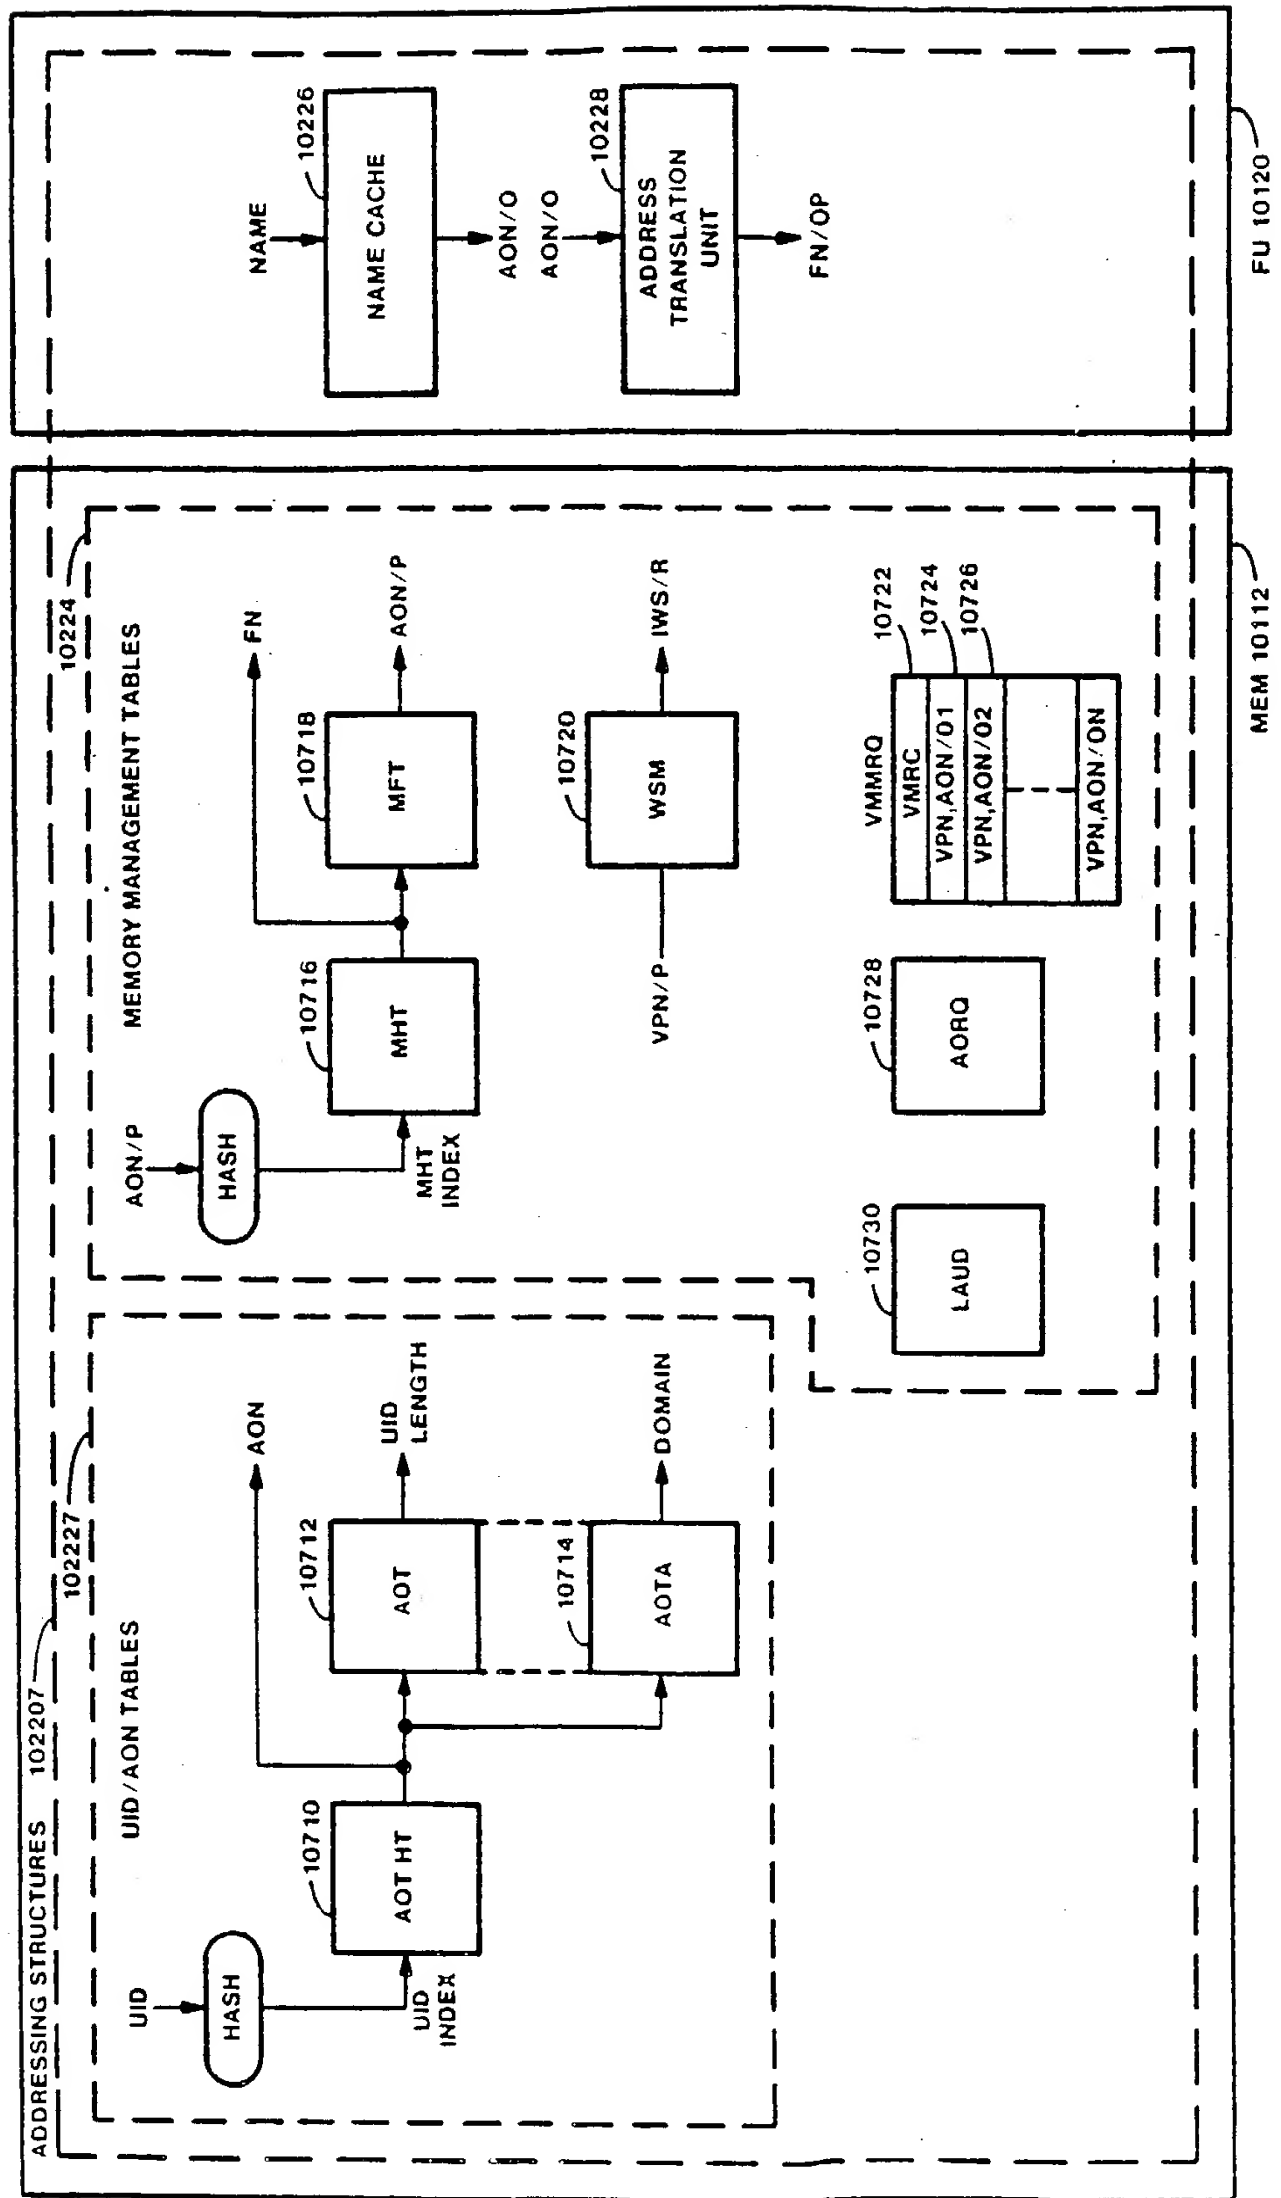 ADDRESSING STRUCTURES 102207
102227
UID/AON TABLES
UID
HASH
UID
INDEX
10710
AOT HT
AON
10712
AOT
UID
LENGTH
10714
AOTA
DOMAIN
10224
MEMORY MANAGEMENT TABLES
AON/P
HASH
MHT
INDEX
10716
MHT
FN
10718
MFT
AON/P
VPN/P
10720
WSM
IWS/R
10730
LAUD
10728
AORQ
VMMRQ
VMRC
10722
VPN,AON/O1
10724
VPN,AON/O2
10726
VPN,AON/ON
MEM 10112
NAME
10226
NAME CACHE
AON/O
AON/O
10228
ADDRESS
TRANSLATION
UNIT
FN/OP
FU 10120